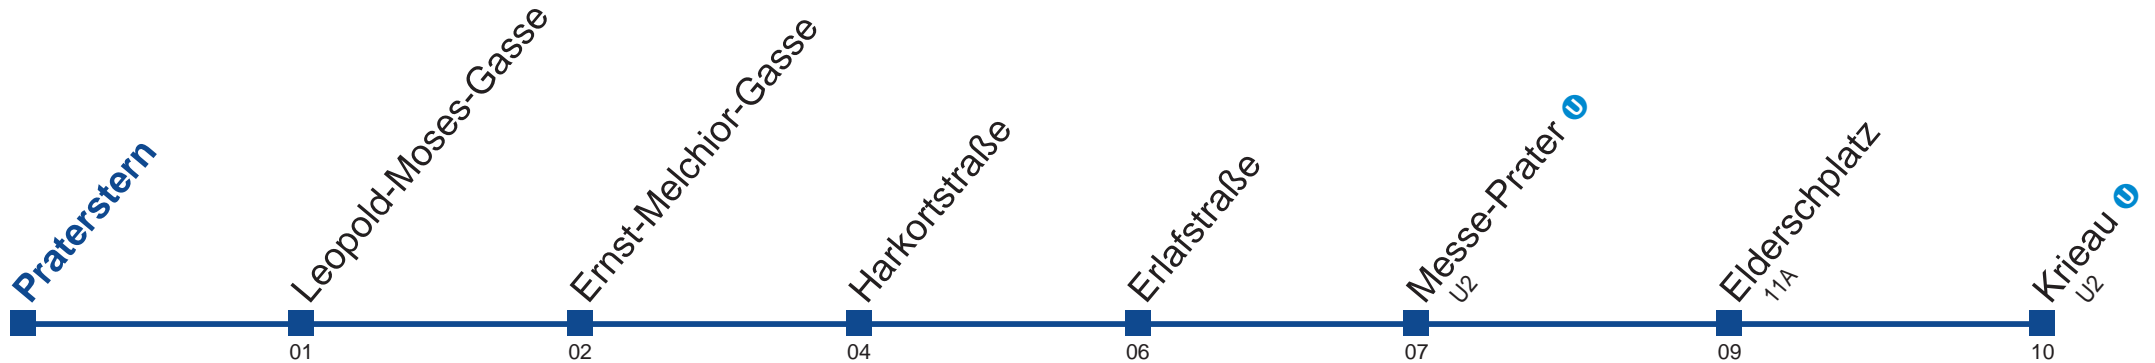 Praterstern
Leopold-Moses-Gasse
Ernst-Melchior-Gasse
Harkortstraße
Erlafstraße
Messe-Prater U
U2
Elderschplatz
11A
Krieau U
U2
01 02 04 06 07 09 10